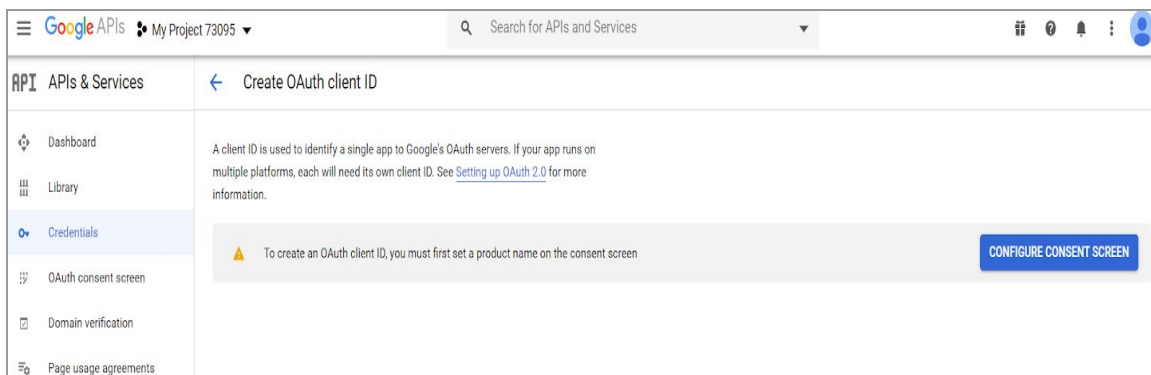 Google APIs My Project 73095 Search for APIs and Services
API APIs & Services Create OAuth client ID
Dashboard
A client ID is used to identify a single app to Google's OAuth servers. If your app runs on
multiple platforms, each will need its own client ID. See Setting up OAuth 2.0 for more
information.
Library
Credentials
To create an OAuth client ID, you must first set a product name on the consent screen CONFIGURE CONSENT SCREEN
OAuth consent screen
Domain verification
Page usage agreements